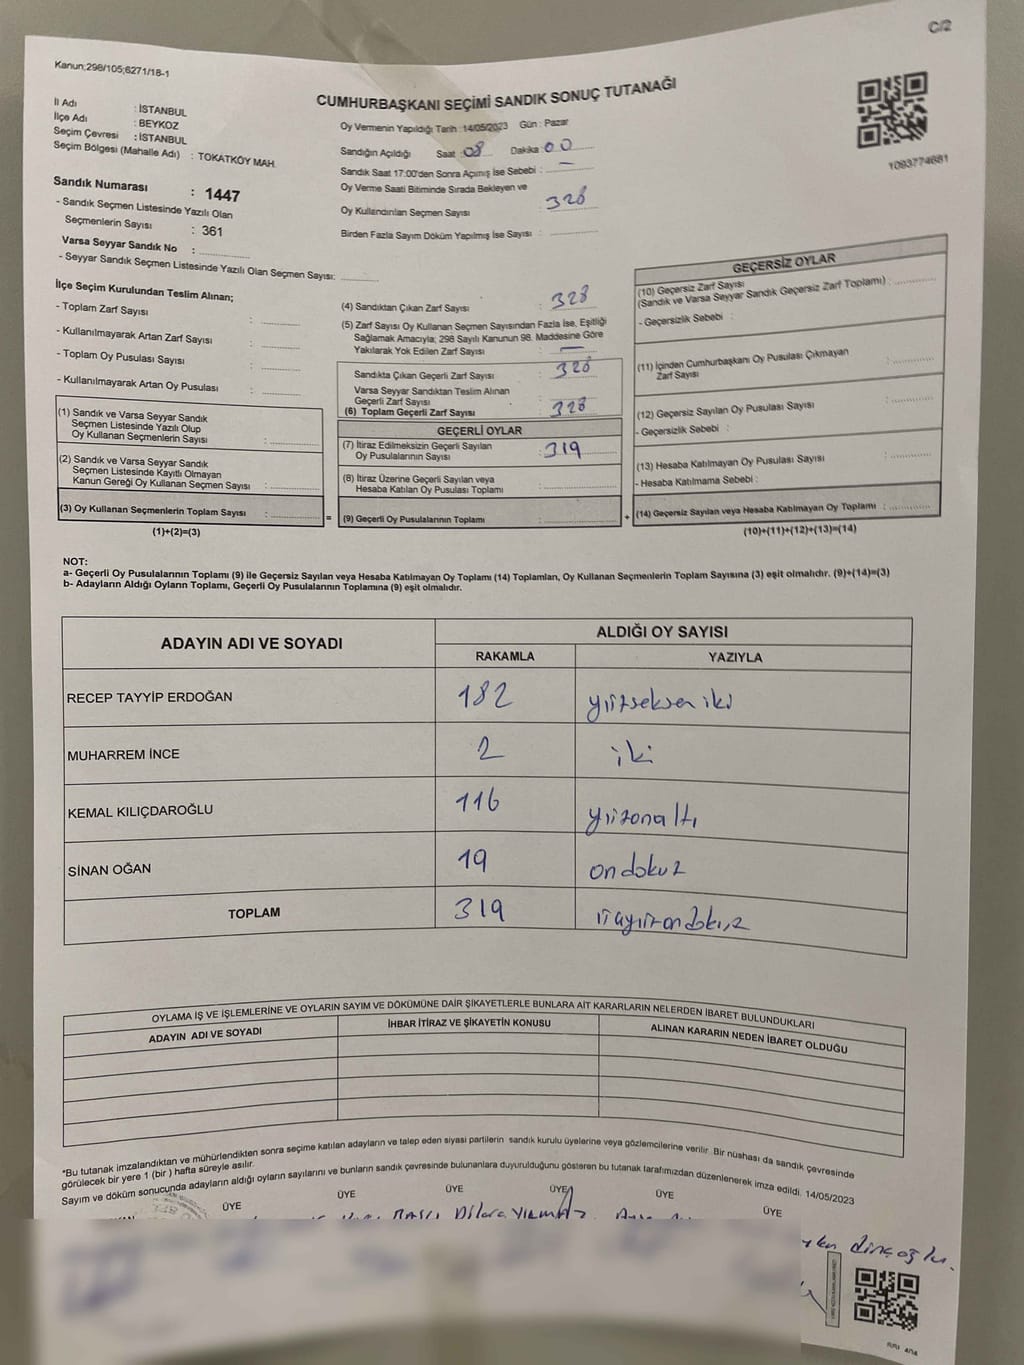 C/2
Kanun;298/105;6271/18-1
CUMHURBAŞKANI SEÇİMİ SANDIK SONUÇ TUTANAĞI
İl Adı : İSTANBUL
İlçe Adı : BEYKOZ
Seçim Çevresi : İSTANBUL
Seçim Bölgesi (Mahalle Adı) : TOKATKÖY MAH.
Sandık Numarası : 1447
- Sandık Seçmen Listesinde Yazılı Olan
Seçmenlerin Sayısı : 361
Varsa Seyyar Sandık No :
- Seyyar Sandık Seçmen Listesinde Yazılı Olan Seçmen Sayısı:
Oy Vermenin Yapıldığı Tarih :14/05/2023 Gün : Pazar
Sandığın Açıldığı Saat : 08 Dakika : 00
Sandık Saat 17:00'den Sonra Açımış İse Sebebi : —
Oy Verme Saati Bitiminde Sırada Bekleyen ve
Oy Kullandırılan Seçmen Sayısı : 328
Birden Fazla Sayım Döküm Yapılmış İse Sayısı :
1093774681
İlçe Seçim Kurulundan Teslim Alınan;
- Toplam Zarf Sayısı :
- Kullanılmayarak Artan Zarf Sayısı :
- Toplam Oy Pusulası Sayısı :
- Kullanılmayarak Artan Oy Pusulası :
(1) Sandık ve Varsa Seyyar Sandık
Seçmen Listesinde Yazılı Olup
Oy Kullanan Seçmenlerin Sayısı :
(2) Sandık ve Varsa Seyyar Sandık
Seçmen Listesinde Kayıtlı Olmayan
Kanun Gereği Oy Kullanan Seçmen Sayısı :
(3) Oy Kullanan Seçmenlerin Toplam Sayısı :
(1)+(2)=(3)
(4) Sandıktan Çıkan Zarf Sayısı : 328
(5) Zarf Sayısı Oy Kullanan Seçmen Sayısından Fazla İse, Eşitliği
Sağlamak Amacıyla; 298 Sayılı Kanunun 98. Maddesine Göre
Yakılarak Yok Edilen Zarf Sayısı : —
Sandıkta Çıkan Geçerli Zarf Sayısı : 328
Varsa Seyyar Sandıktan Teslim Alınan
Geçerli Zarf Sayısı :
(6) Toplam Geçerli Zarf Sayısı : 328
GEÇERLİ OYLAR
(7) İtiraz Edilmeksizin Geçerli Sayılan
Oy Pusulalarının Sayısı : 319
(8) İtiraz Üzerine Geçerli Sayılan veya
Hesaba Katılan Oy Pusulası Toplamı :
= (9) Geçerli Oy Pusulalarının Toplamı : +
GEÇERSİZ OYLAR
(10) Geçersiz Zarf Sayısı
(Sandık ve Varsa Seyyar Sandık Geçersiz Zarf Toplamı) :
- Geçersizlik Sebebi :
(11) İçinden Cumhurbaşkanı Oy Pusulası Çıkmayan
Zarf Sayısı :
(12) Geçersiz Sayılan Oy Pusulası Sayısı :
- Geçersizlik Sebebi :
(13) Hesaba Katılmayan Oy Pusulası Sayısı :
- Hesaba Katılmama Sebebi :
(14) Geçersiz Sayılan veya Hesaba Katılmayan Oy Toplamı :
(10)+(11)+(12)+(13)=(14)
NOT:
a- Geçerli Oy Pusulalarının Toplamı (9) ile Geçersiz Sayılan veya Hesaba Katılmayan Oy Toplamı (14) Toplamları, Oy Kullanan Seçmenlerin Toplam Sayısına (3) eşit olmalıdır. (9)+(14)=(3)
b- Adayların Aldığı Oyların Toplamı, Geçerli Oy Pusulalarının Toplamına (9) eşit olmalıdır.
ADAYIN ADI VE SOYADI ALDIĞI OY SAYISI
RAKAMLA YAZIYLA
RECEP TAYYİP ERDOĞAN 182 yüzseksen iki
MUHARREM İNCE 2 iki
KEMAL KILIÇDAROĞLU 116 yüzonaltı
SİNAN OĞAN 19 ondokuz
TOPLAM 319 üçyüzondokuz
OYLAMA İŞ VE İŞLEMLERİNE VE OYLARIN SAYIM VE DÖKÜMÜNE DAİR ŞİKAYETLERLE BUNLARA AİT KARARLARIN NELERDEN İBARET BULUNDUKLARI
ADAYIN ADI VE SOYADI İHBAR İTİRAZ VE ŞİKAYETİN KONUSU ALINAN KARARIN NEDEN İBARET OLDUĞU
*Bu tutanak imzalandıktan ve mühürlendikten sonra seçime katılan adayların ve talep eden siyasi partilerin sandık kurulu üyelerine veya gözlemcilerine verilir. Bir nüshası da sandık çevresinde
görülecek bir yere 1 (bir ) hafta süreyle asılır.
Sayım ve döküm sonucunda adayların aldığı oyların sayılarını ve bunların sandık çevresinde bulunanlara duyurulduğunu gösteren bu tutanak tarafımızdan düzenlenerek imza edildi. 14/05/2023
ÜYE ÜYE ÜYE ÜYE ÜYE ÜYE
Dilara YILMAZ